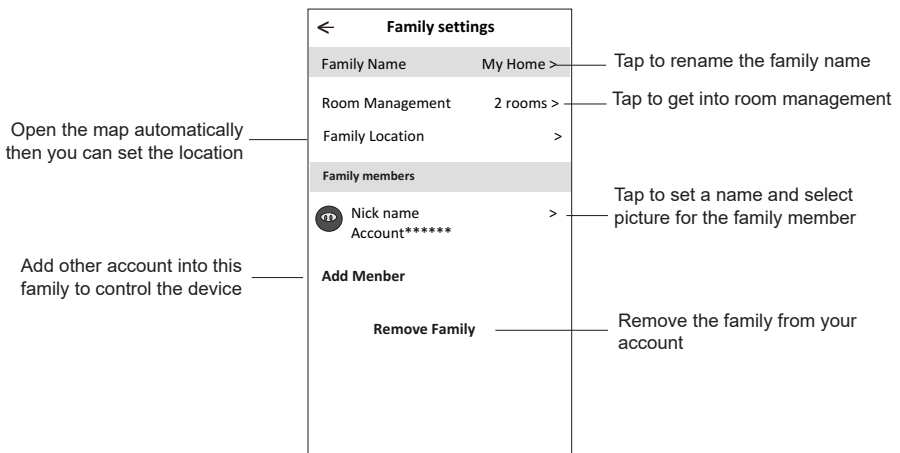 ← Family settings
Family Name My Home >
Tap to rename the family name
Room Management 2 rooms >
Tap to get into room management
Open the map automatically
then you can set the location
Family Location >
Family members
Nick name >
Account******
Tap to set a name and select
picture for the family member
Add other account into this
family to control the device
Add Menber
Remove Family
Remove the family from your
account